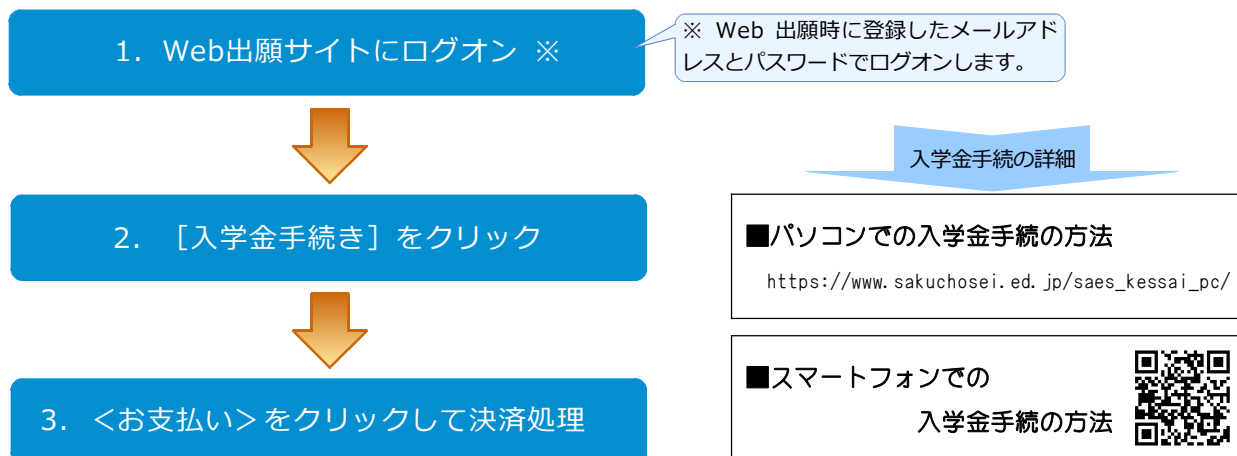 1. Web出願サイトにログオン ※
※ Web 出願時に登録したメールアド
レスとパスワードでログオンします。
2. ［入学金手続き］をクリック
3. ＜お支払い＞をクリックして決済処理
入学金手続の詳細
■パソコンでの入学金手続の方法
https://www.sakuchosei.ed.jp/saes_kessai_pc/
■スマートフォンでの
入学金手続の方法